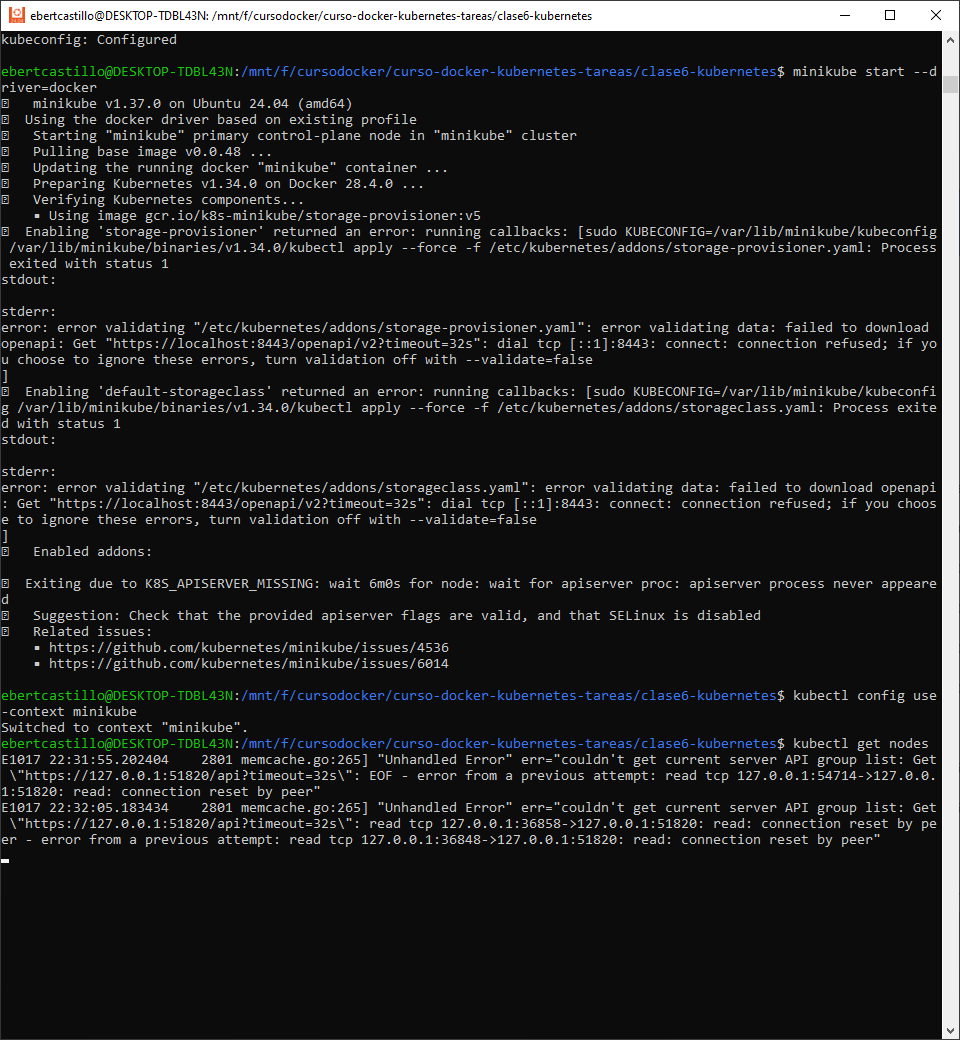 ebertcastillo@DESKTOP-TDBL43N: /mnt/f/cursodocker/curso-docker-kubernetes-tareas/clase6-kubernetes
kubeconfig: Configured
ebertcastillo@DESKTOP-TDBL43N:/mnt/f/cursodocker/curso-docker-kubernetes-tareas/clase6-kubernetes$ minikube start --d
river=docker
minikube v1.37.0 on Ubuntu 24.04 (amd64)
Using the docker driver based on existing profile
Starting "minikube" primary control-plane node in "minikube" cluster
Pulling base image v0.0.48 ...
Updating the running docker "minikube" container ...
Preparing Kubernetes v1.34.0 on Docker 28.4.0 ...
Verifying Kubernetes components...
▪ Using image gcr.io/k8s-minikube/storage-provisioner:v5
Enabling 'storage-provisioner' returned an error: running callbacks: [sudo KUBECONFIG=/var/lib/minikube/kubeconfig
/var/lib/minikube/binaries/v1.34.0/kubectl apply --force -f /etc/kubernetes/addons/storage-provisioner.yaml: Process
exited with status 1
stdout:
stderr:
error: error validating "/etc/kubernetes/addons/storage-provisioner.yaml": error validating data: failed to download
openapi: Get "https://localhost:8443/openapi/v2?timeout=32s": dial tcp [::1]:8443: connect: connection refused; if yo
u choose to ignore these errors, turn validation off with --validate=false
]
Enabling 'default-storageclass' returned an error: running callbacks: [sudo KUBECONFIG=/var/lib/minikube/kubeconfi
g /var/lib/minikube/binaries/v1.34.0/kubectl apply --force -f /etc/kubernetes/addons/storageclass.yaml: Process exite
d with status 1
stdout:
stderr:
error: error validating "/etc/kubernetes/addons/storageclass.yaml": error validating data: failed to download openapi
: Get "https://localhost:8443/openapi/v2?timeout=32s": dial tcp [::1]:8443: connect: connection refused; if you choos
e to ignore these errors, turn validation off with --validate=false
]
Enabled addons:
Exiting due to K8S_APISERVER_MISSING: wait 6m0s for node: wait for apiserver proc: apiserver process never appeare
d
Suggestion: Check that the provided apiserver flags are valid, and that SELinux is disabled
Related issues:
▪ https://github.com/kubernetes/minikube/issues/4536
▪ https://github.com/kubernetes/minikube/issues/6014
ebertcastillo@DESKTOP-TDBL43N:/mnt/f/cursodocker/curso-docker-kubernetes-tareas/clase6-kubernetes$ kubectl config use
-context minikube
Switched to context "minikube".
ebertcastillo@DESKTOP-TDBL43N:/mnt/f/cursodocker/curso-docker-kubernetes-tareas/clase6-kubernetes$ kubectl get nodes
E1017 22:31:55.202404    2801 memcache.go:265] "Unhandled Error" err="couldn't get current server API group list: Get
\"https://127.0.0.1:51820/api?timeout=32s\": EOF - error from a previous attempt: read tcp 127.0.0.1:54714->127.0.0.
1:51820: read: connection reset by peer"
E1017 22:32:05.183434    2801 memcache.go:265] "Unhandled Error" err="couldn't get current server API group list: Get
\"https://127.0.0.1:51820/api?timeout=32s\": read tcp 127.0.0.1:36858->127.0.0.1:51820: read: connection reset by pe
er - error from a previous attempt: read tcp 127.0.0.1:36848->127.0.0.1:51820: read: connection reset by peer"